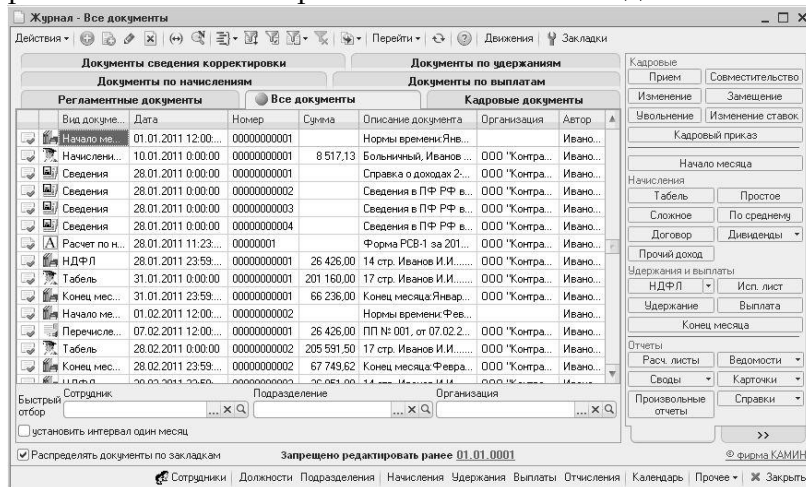 Журнал - Все документы
Действия
Перейти
Движения
Закладки
Документы сведения корректировки
Документы по удержаниям
Документы по начислениям
Документы по выплатам
Регламентные документы
Все документы
Кадровые документы
Вид докуме... Дата Номер Сумма Описание документа Организация Автор
Начало ме... 01.01.2011 12:00:... 00000000001 Нормы времени:Янв... Ивано...
Начислени... 10.01.2011 0:00:00 00000000001 8 517,13 Больничный, Иванов ... ООО "Контра... Ивано...
Сведения 28.01.2011 0:00:00 00000000001 Справка о доходах 2-... ООО "Контра... Ивано...
Сведения 28.01.2011 0:00:00 00000000002 Сведения в ПФ РФ в... ООО "Контра... Ивано...
Сведения 28.01.2011 0:00:00 00000000003 Сведения в ПФ РФ в... ООО "Контра... Ивано...
Сведения 28.01.2011 0:00:00 00000000004 Сведения в ПФ РФ в... ООО "Контра... Ивано...
Расчет по н... 28.01.2011 11:23:... 00000001 Форма РСВ-1 за 201... ООО "Контра... Ивано...
НДФЛ 28.01.2011 23:59:... 00000000001 26 426,00 14 стр. Иванов И.И...... ООО "Контра... Ивано...
Табель 31.01.2011 0:00:00 00000000001 201 160,00 17 стр. Иванов И.И...... ООО "Контра... Ивано...
Конец мес... 31.01.2011 23:59:... 00000000001 66 236,00 Конец месяца:Январ... ООО "Контра... Ивано...
Начало ме... 01.02.2011 12:00:... 00000000002 Нормы времени:Фев... Ивано...
Перечисле... 07.02.2011 12:00:... 00000000001 26 426,00 ПП № 001, от 07.02.2... ООО "Контра... Ивано...
Табель 28.02.2011 0:00:00 00000000002 205 591,50 17 стр. Иванов И.И...... ООО "Контра... Ивано...
Конец мес... 28.02.2011 23:59:... 00000000002 67 749,62 Конец месяца:Февра... ООО "Контра... Ивано...
Быстрый отбор
Сотрудник
Подразделение
Организация
установить интервал один месяц
Распределять документы по закладкам
Запрещено редактировать ранее 01.01.0001
© фирма КАМИН
Кадровые
Прием
Совместительство
Изменение
Замещение
Увольнение
Изменение ставок
Кадровый приказ
Начало месяца
Начисления
Табель
Простое
Сложное
По среднему
Договор
Дивиденды
Прочий доход
Удержания и выплаты
НДФЛ
Исп. лист
Удержание
Выплата
Конец месяца
Отчеты
Расч. листы
Ведомости
Своды
Карточки
Произвольные отчеты
Справки
>>
Сотрудники Должности Подразделения Начисления Удержания Выплаты Отчисления Календарь Прочее Закрыть